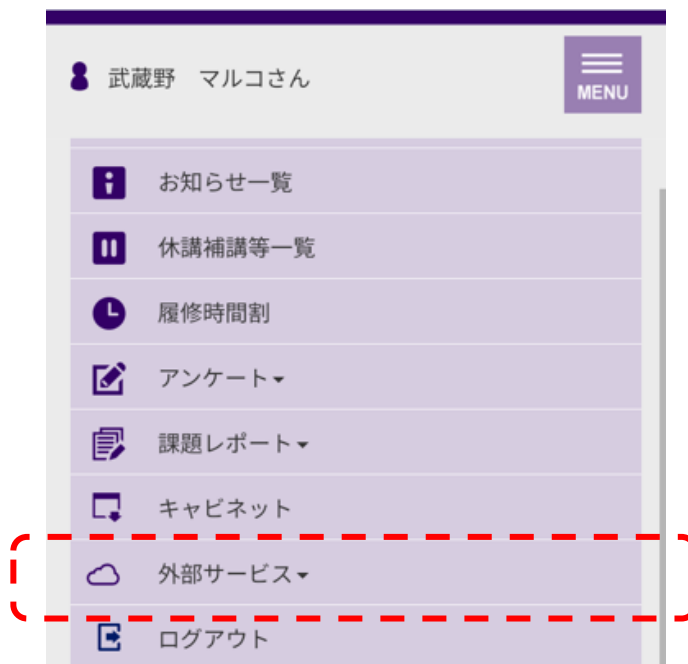 武蔵野 マルコさん
MENU
お知らせ一覧
休講補講等一覧
履修時間割
アンケート
課題レポート
キャビネット
外部サービス
ログアウト